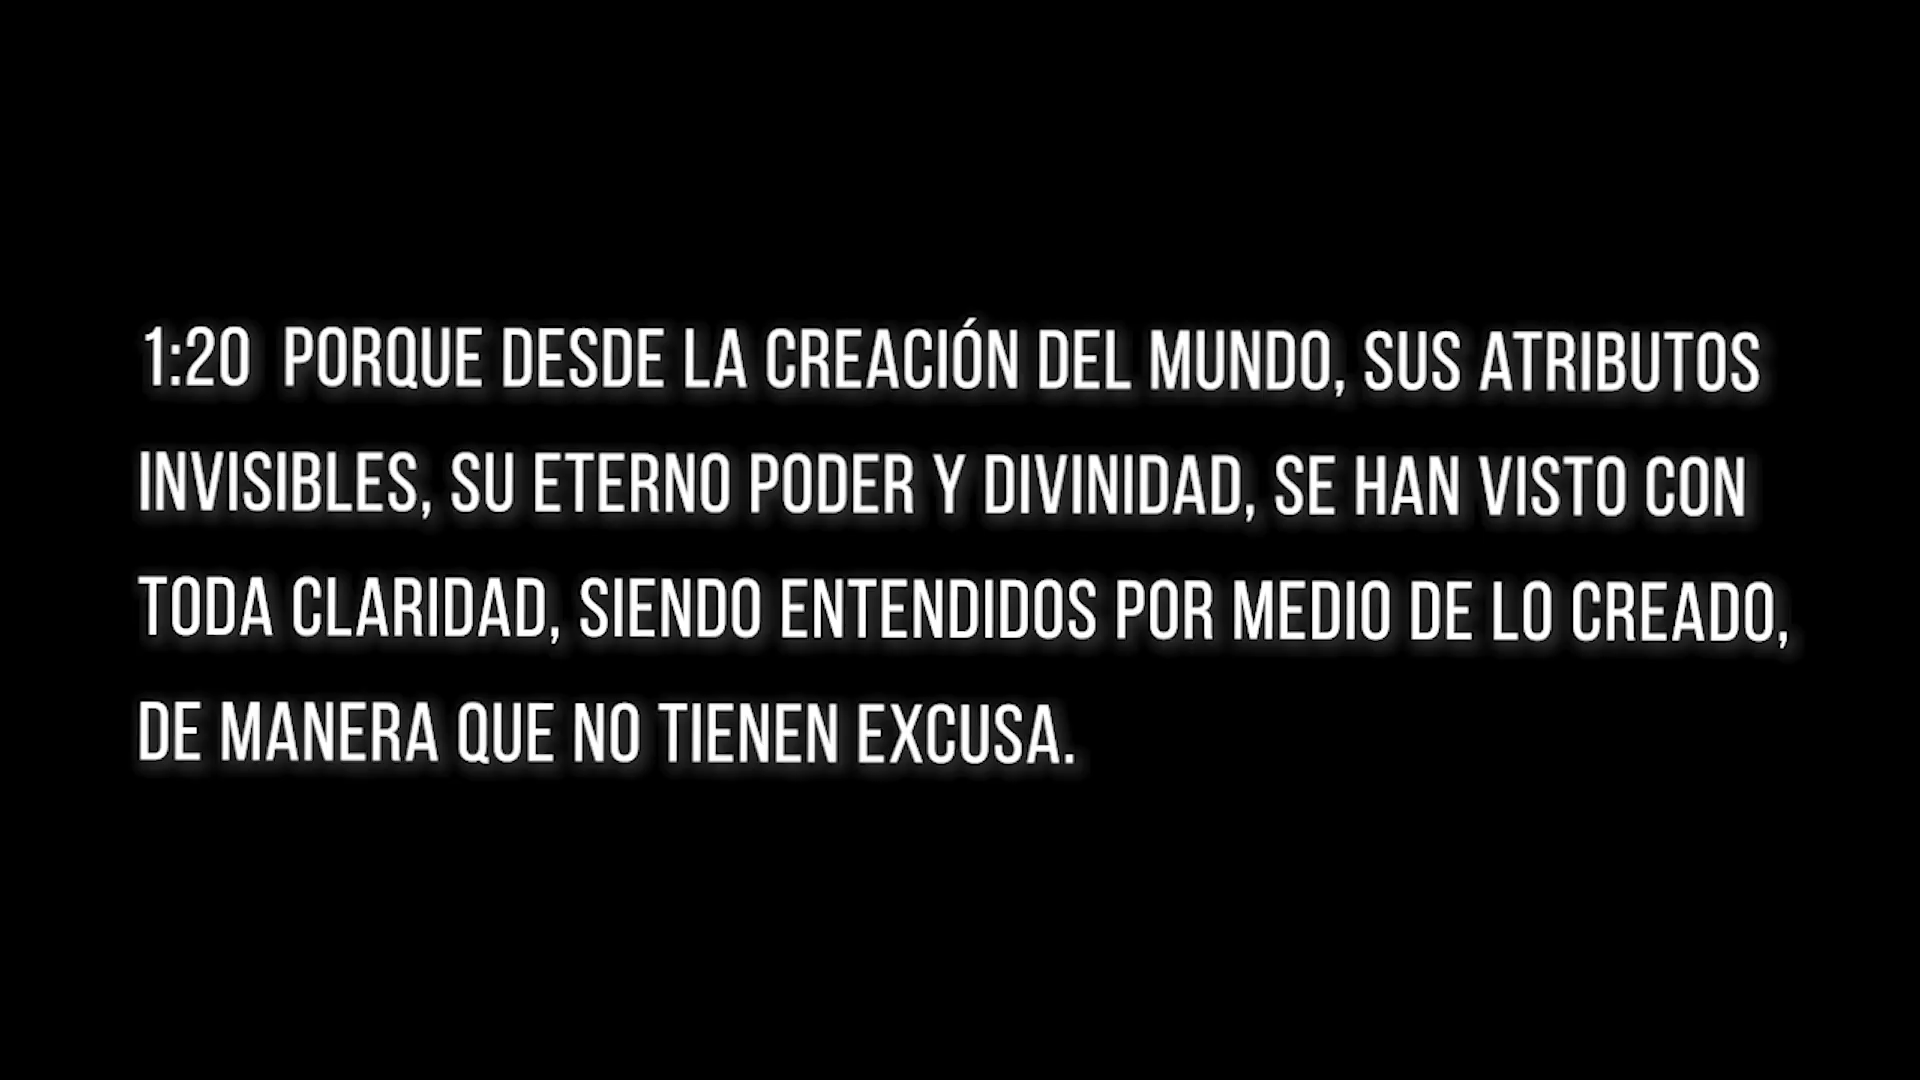 1:20 PORQUE DESDE LA CREACIÓN DEL MUNDO, SUS ATRIBUTOS
INVISIBLES, SU ETERNO PODER Y DIVINIDAD, SE HAN VISTO CON
TODA CLARIDAD, SIENDO ENTENDIDOS POR MEDIO DE LO CREADO,
DE MANERA QUE NO TIENEN EXCUSA.